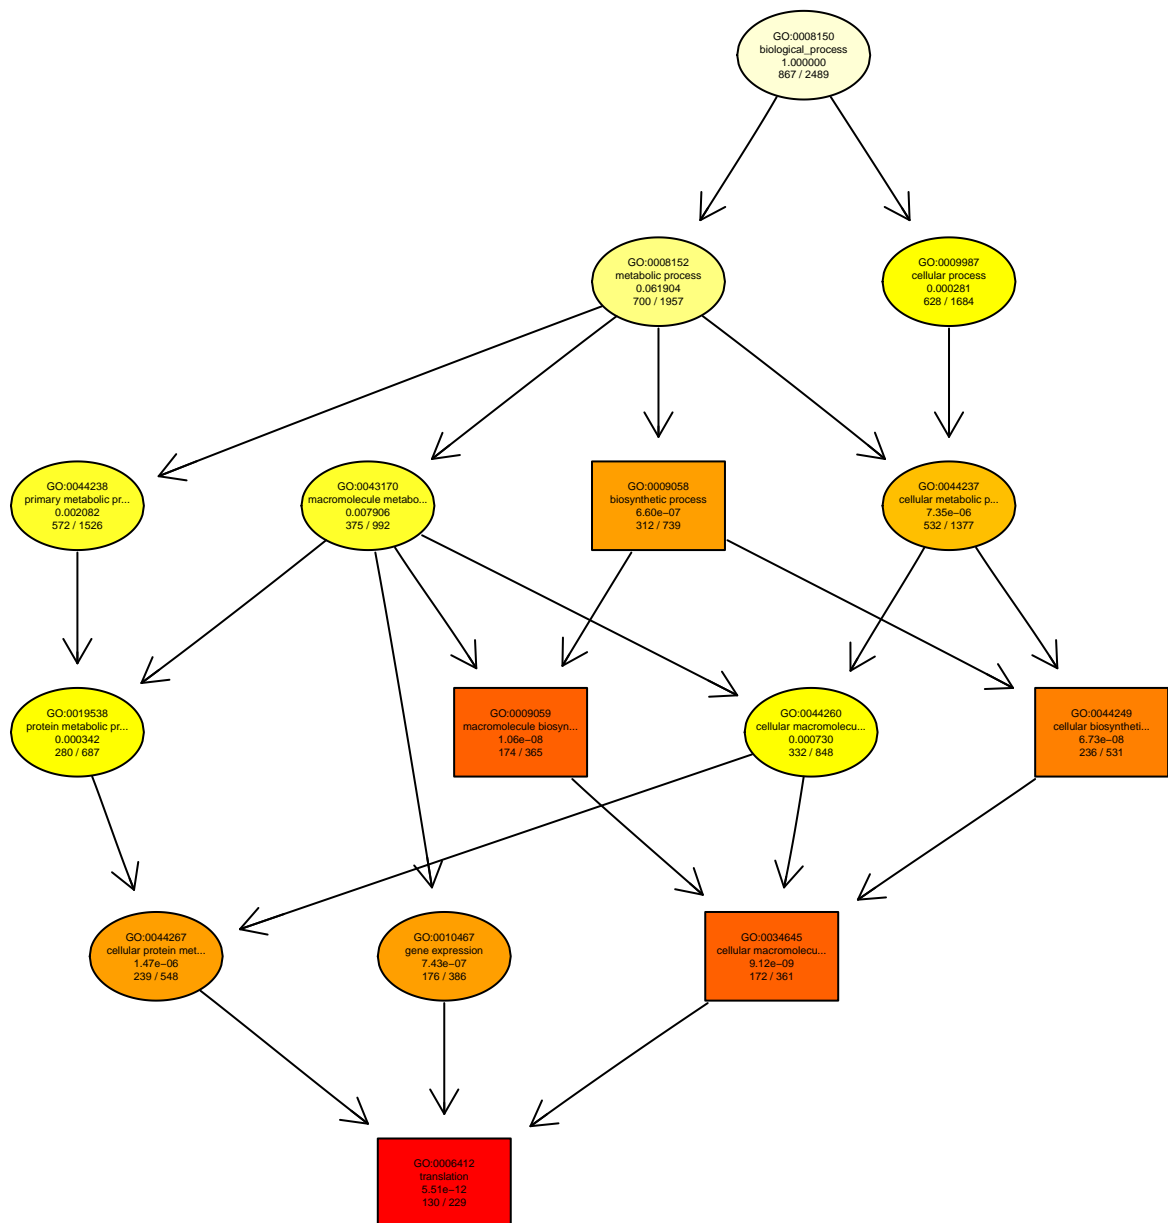 GO:0008150
biological_process
1.000000
867 / 2489
GO:0008152
metabolic process
0.061904
700 / 1957
GO:0009987
cellular process
0.000281
628 / 1684
GO:0044238
primary metabolic pr...
0.002082
572 / 1526
GO:0043170
macromolecule metabo...
0.007906
375 / 992
GO:0009058
biosynthetic process
6.60e−07
312 / 739
GO:0044237
cellular metabolic p...
7.35e−06
532 / 1377
GO:0019538
protein metabolic pr...
0.000342
280 / 687
GO:0009059
macromolecule biosyn...
1.06e−08
174 / 365
GO:0044260
cellular macromolecu...
0.000730
332 / 848
GO:0044249
cellular biosyntheti...
6.73e−08
236 / 531
GO:0044267
cellular protein met...
1.47e−06
239 / 548
GO:0010467
gene expression
7.43e−07
176 / 386
GO:0034645
cellular macromolecu...
9.12e−09
172 / 361
GO:0006412
translation
5.51e−12
130 / 229